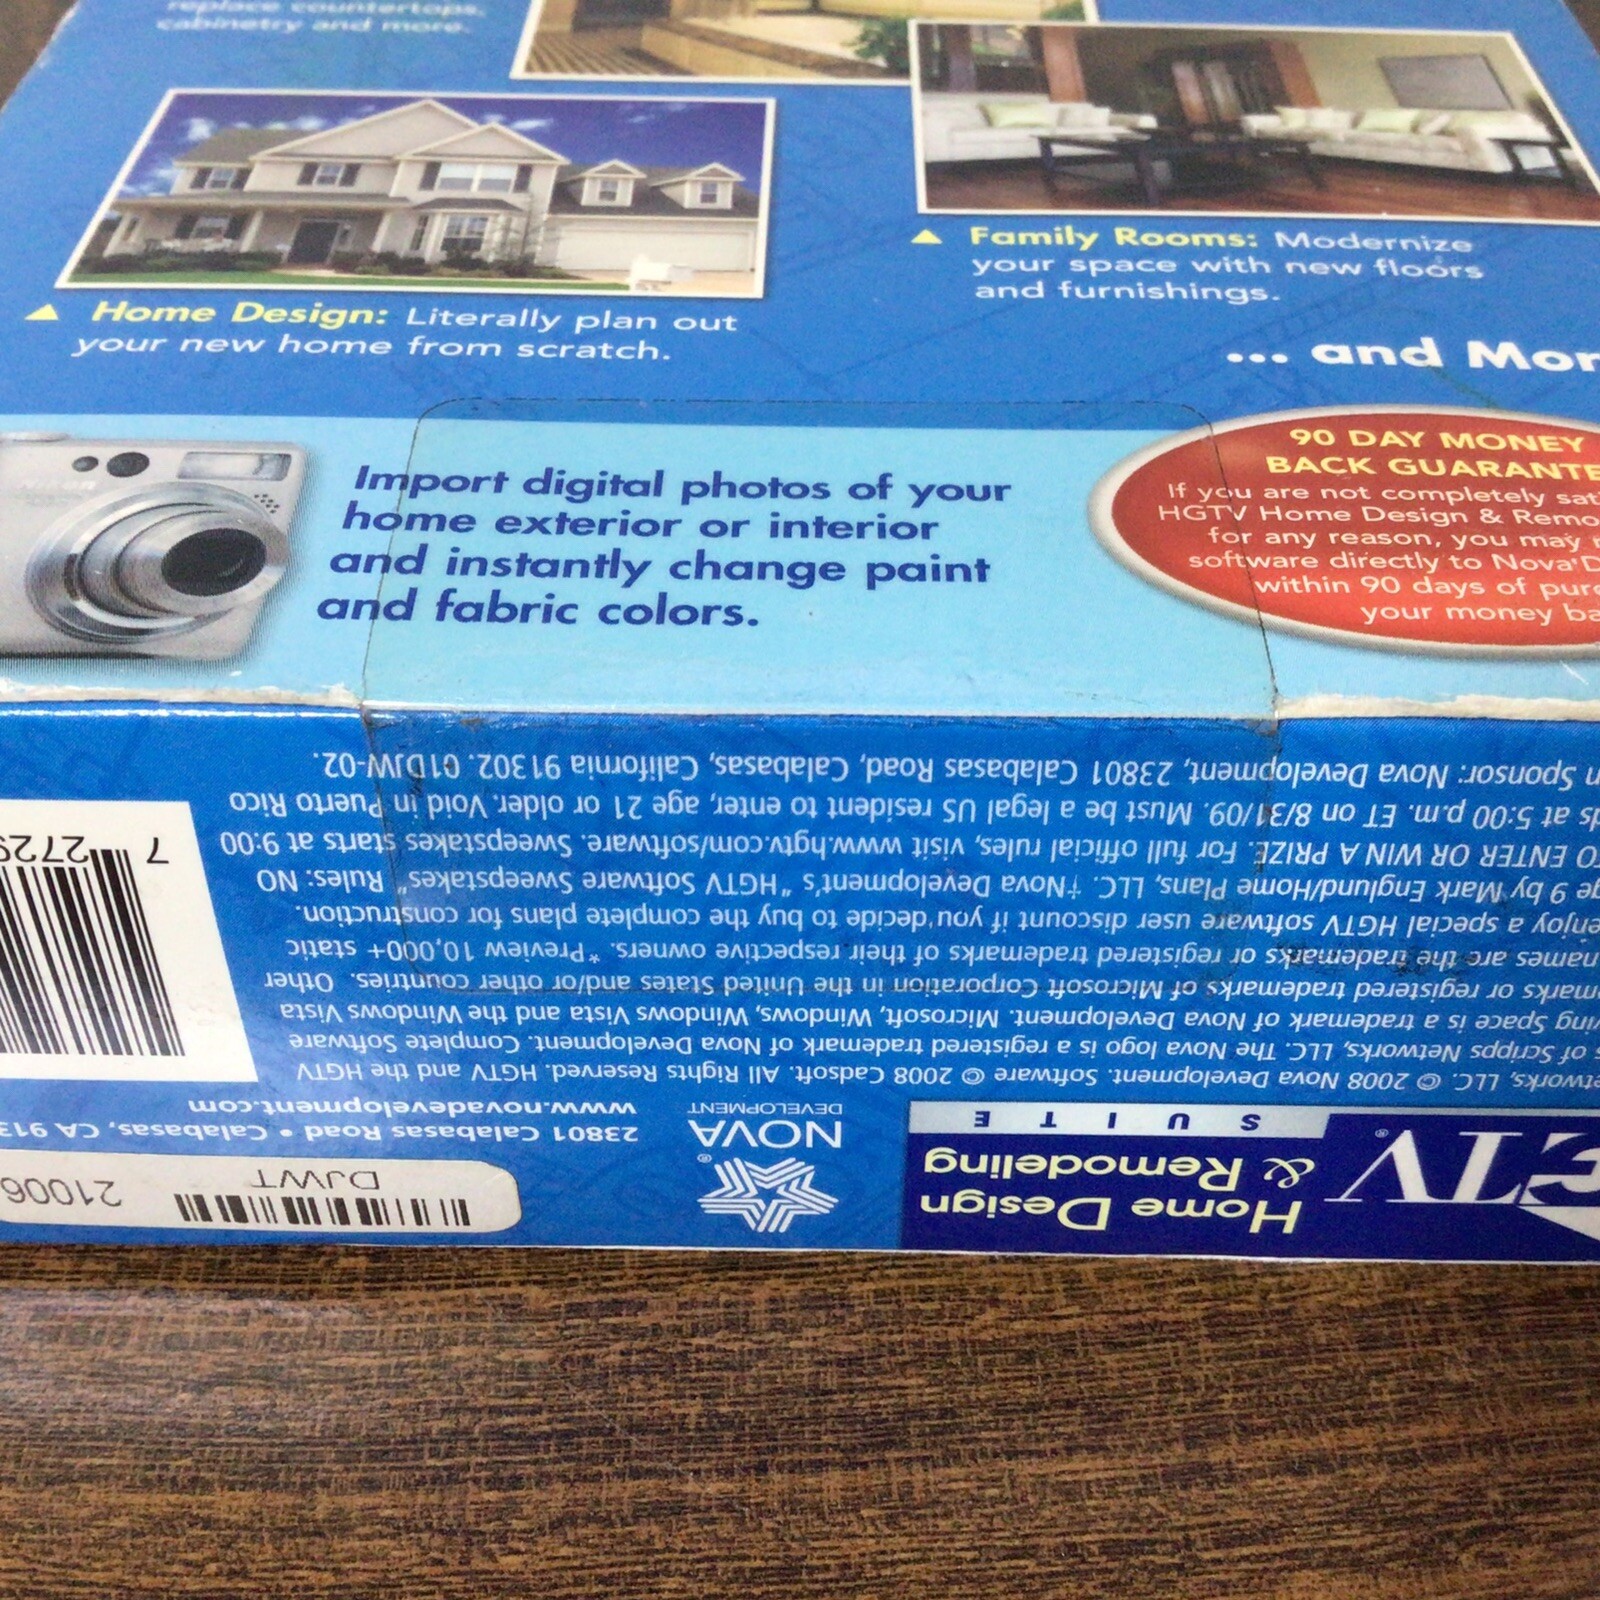 replace countertops,
cabinetry and more.
Home Design: Literally plan out
your new home from scratch.
Family Rooms: Modernize
your space with new floors
and furnishings.
... and Mor
Nikon
Import digital photos of your
home exterior or interior
and instantly change paint
and fabric colors.
90 DAY MONEY
BACK GUARANTE
If you are not completely sat
HGTV Home Design & Remo
for any reason, you may r
software directly to Nova D
within 90 days of purc
your money ba
GTV®
Home Design
& Remodeling
SUITE
NOVA®
DEVELOPMENT
23801 Calabasas Road • Calabasas, CA 913
www.novadevelopment.com
DJWT
21006
etworks, LLC. © 2008 Nova Development. Software © 2008 Cadsoft. All Rights Reserved. HGTV and the HGTV
s of Scripps Networks, LLC. The Nova logo is a registered trademark of Nova Development. Complete Software
ving Space is a trademark of Nova Development. Microsoft, Windows, Windows Vista and the Windows Vista
marks or registered trademarks of Microsoft Corporation in the United States and/or other countries. Other
names are the trademarks or registered trademarks of their respective owners. *Preview 10,000+ static
enjoy a special HGTV software user discount if you decide to buy the complete plans for construction.
ge 9 by Mark Englund/Home Plans, LLC. †Nova Development's "HGTV Software Sweepstakes" Rules: NO
TO ENTER OR WIN A PRIZE. For full official rules, visit www.hgtv.com/software. Sweepstakes starts at 9:00
ds at 5:00 p.m. ET on 8/31/09. Must be a legal US resident to enter, age 21 or older. Void in Puerto Rico
n Sponsor: Nova Development, 23801 Calabasas Road, Calabasas, California 91302. 01DJW-02.
7 2729